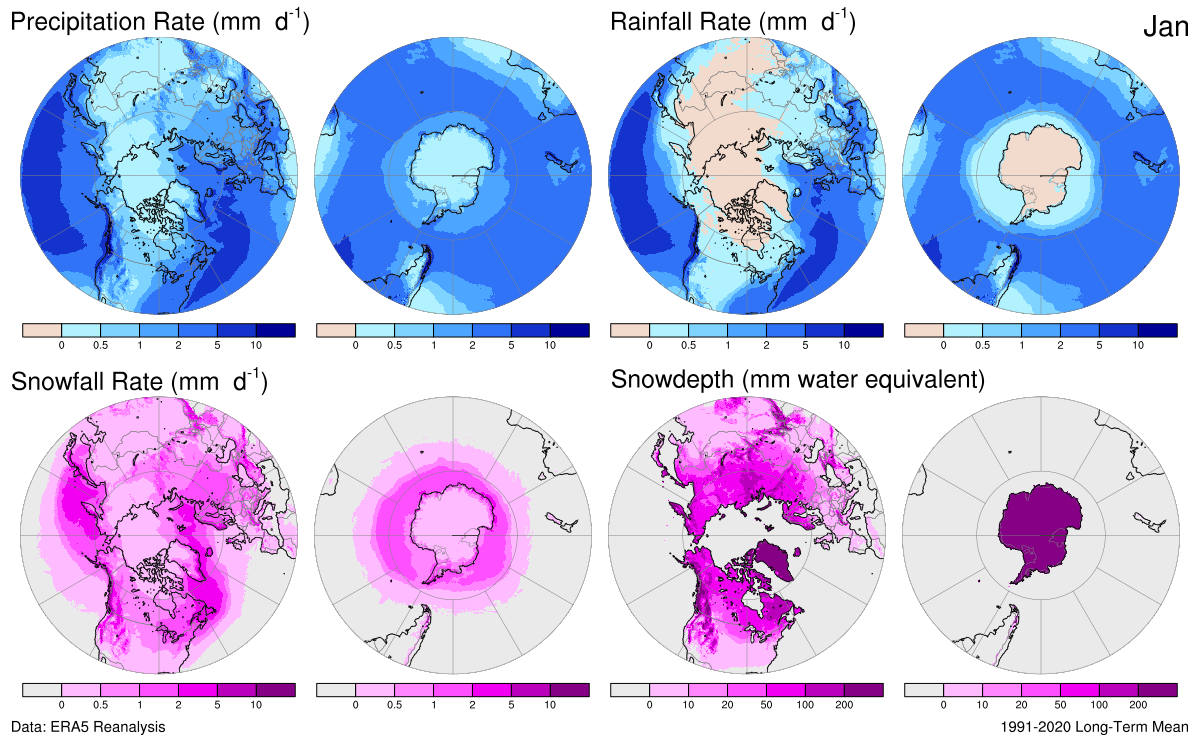 Precipitation Rate (mm d-1)
Rainfall Rate (mm d-1)
Jan
0 0.5 1 2 5 10
0 0.5 1 2 5 10
0 0.5 1 2 5 10
0 0.5 1 2 5 10
Snowfall Rate (mm d-1)
Snowdepth (mm water equivalent)
0 0.5 1 2 5 10
0 0.5 1 2 5 10
0 10 20 50 100 200
0 10 20 50 100 200
Data: ERA5 Reanalysis
1991-2020 Long-Term Mean